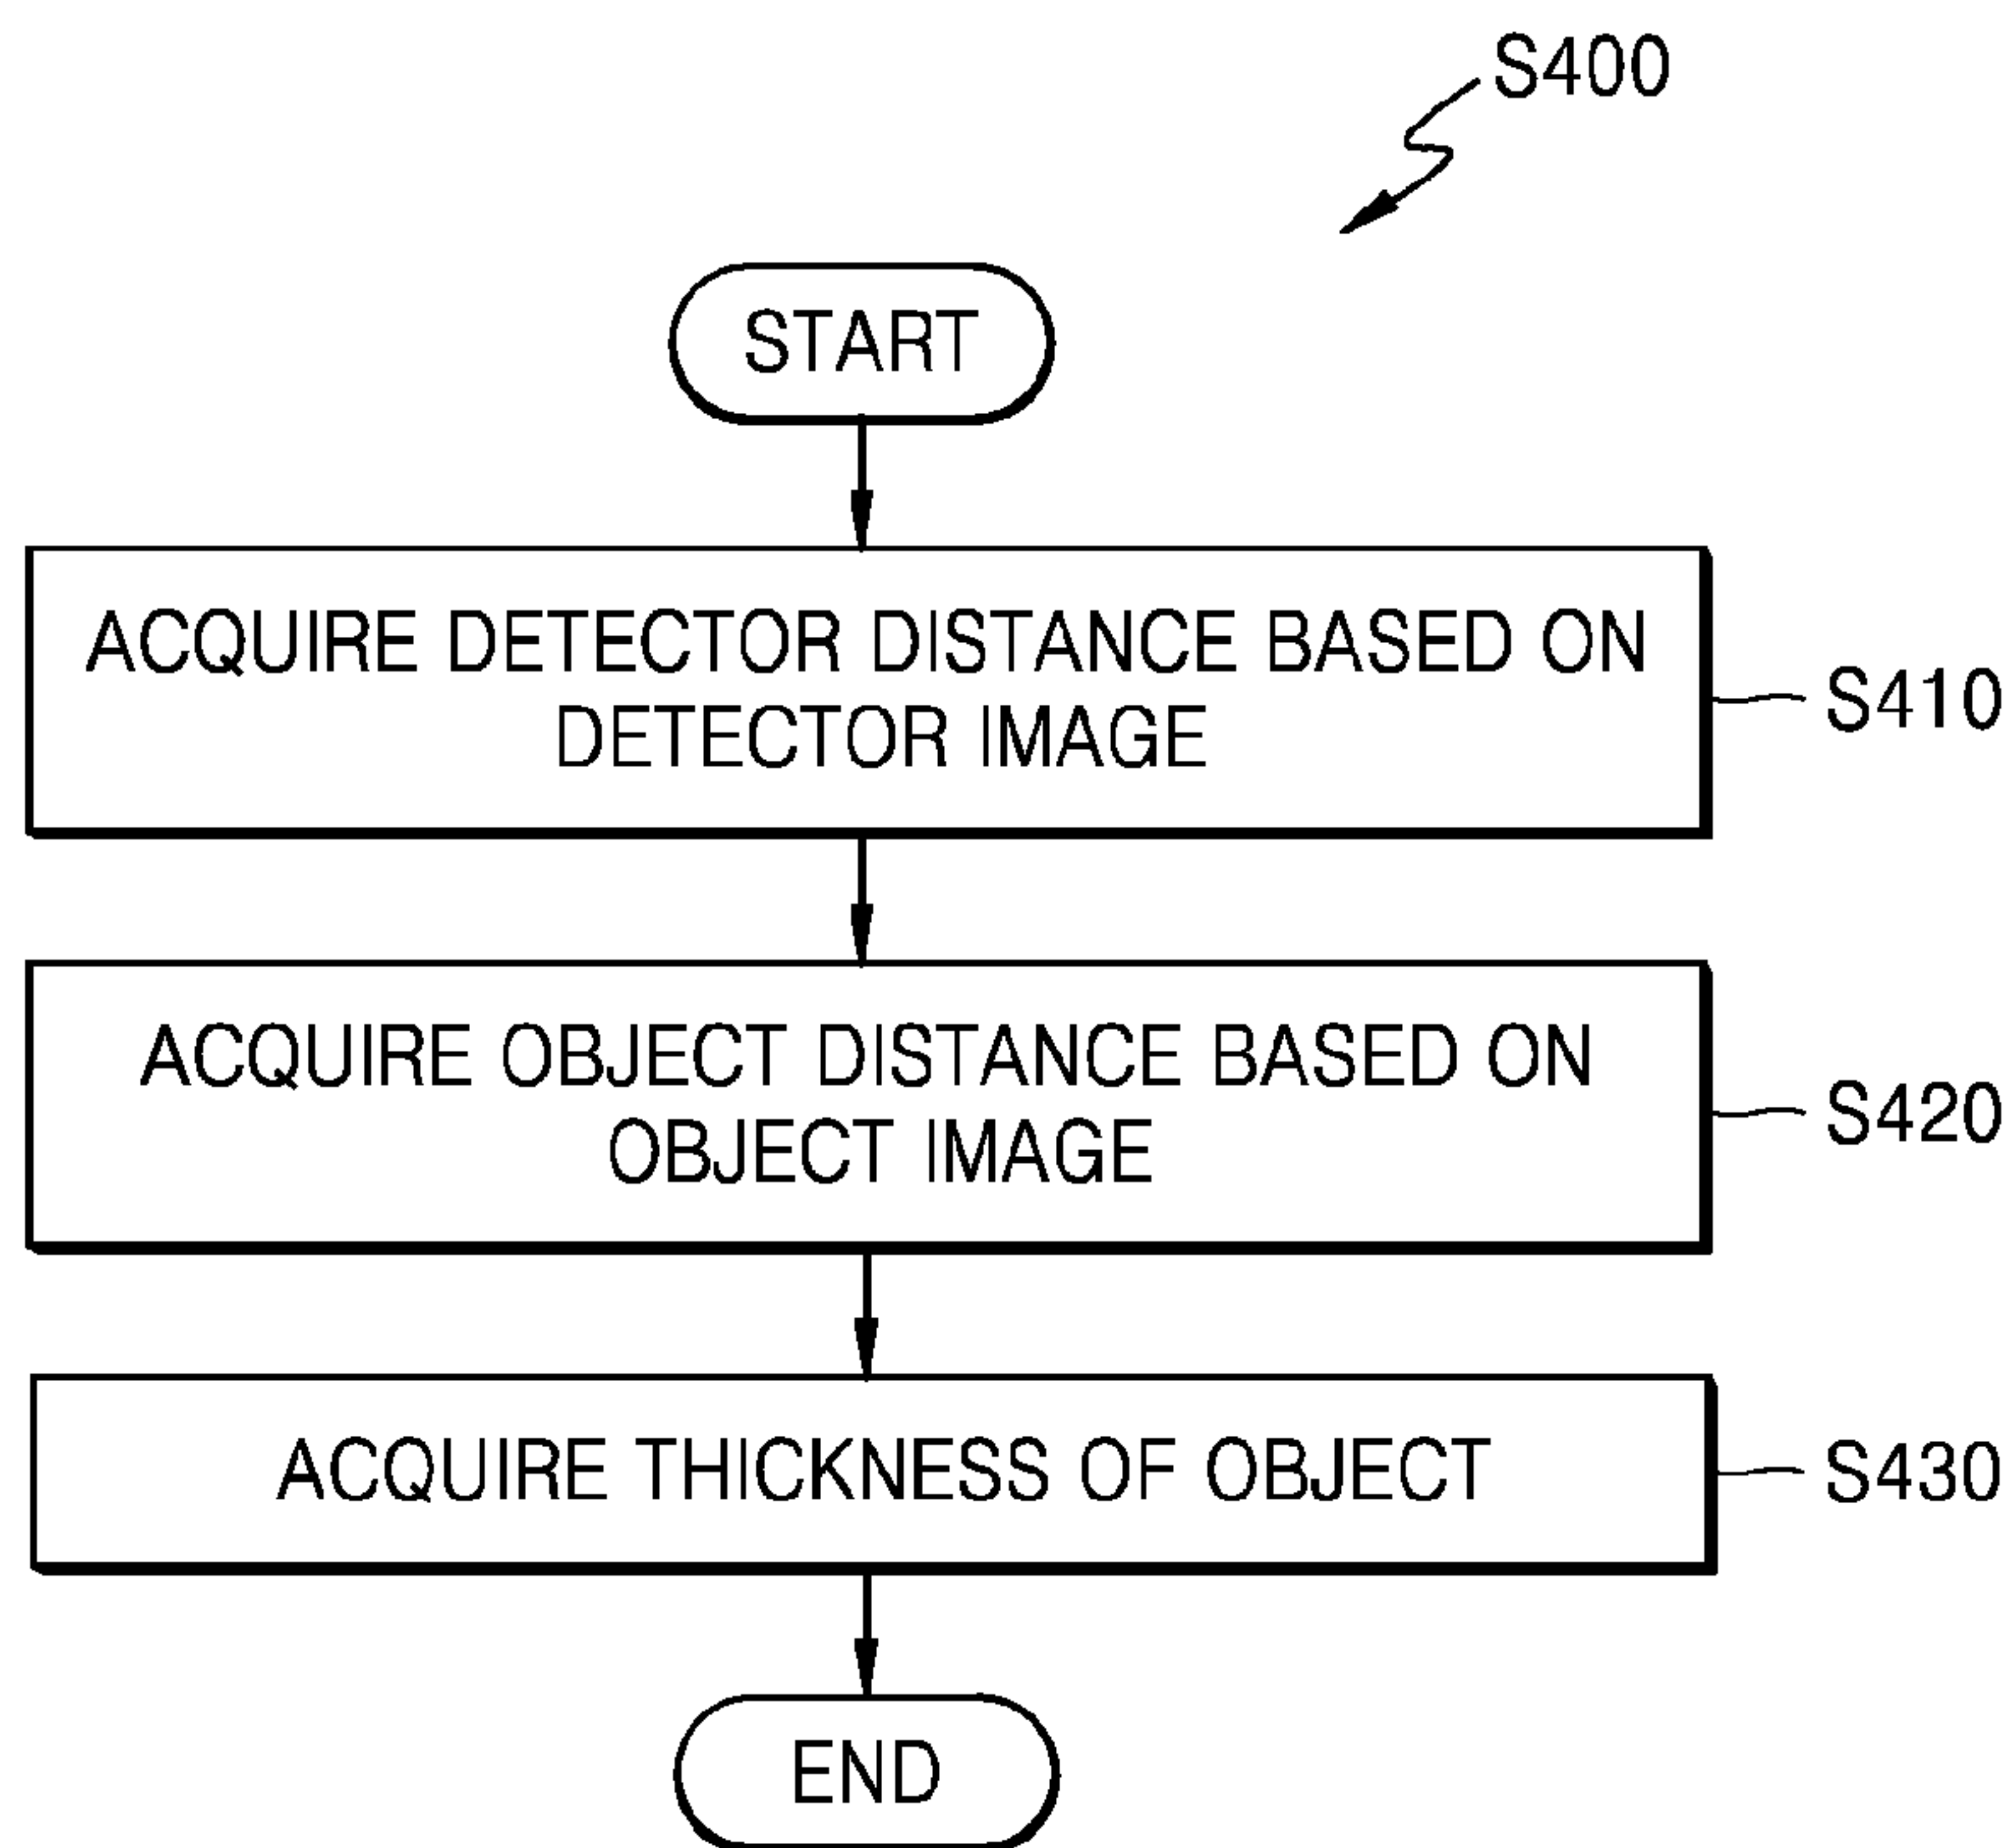 S400
START
ACQUIRE DETECTOR DISTANCE BASED ON
DETECTOR IMAGE
S410
ACQUIRE OBJECT DISTANCE BASED ON
OBJECT IMAGE
S420
ACQUIRE THICKNESS OF OBJECT
S430
END